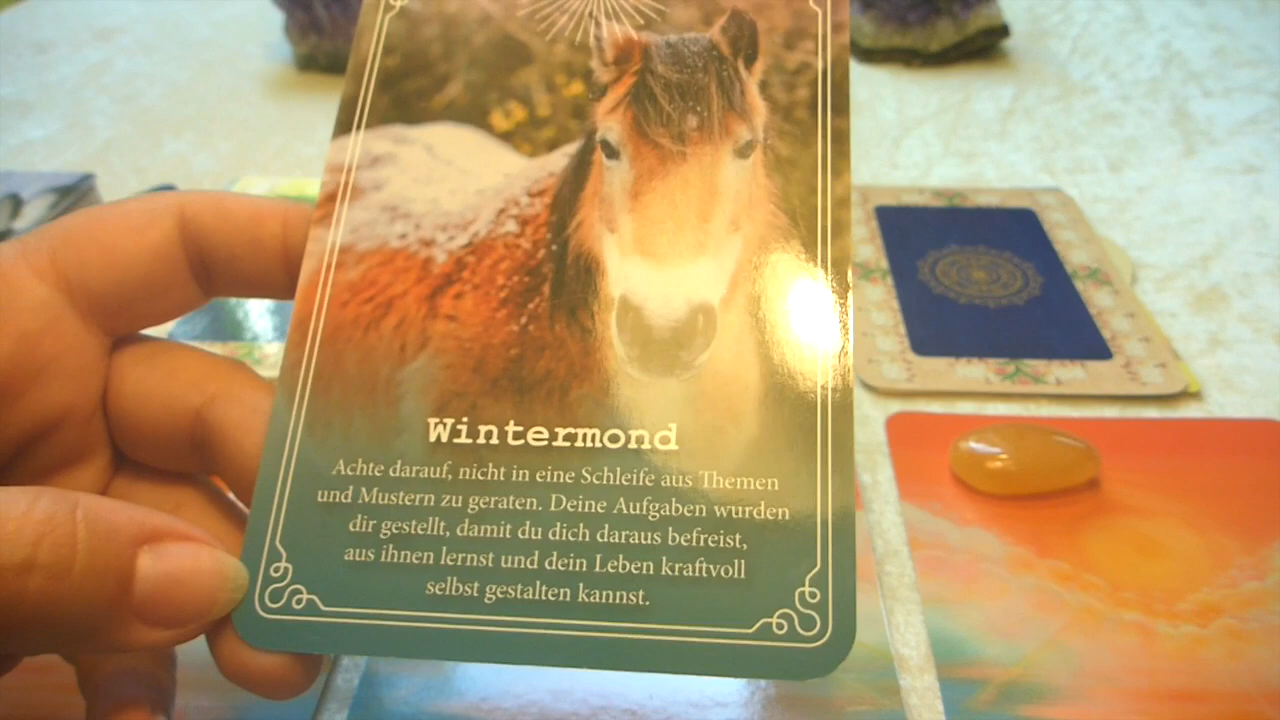 Wintermond
Achte darauf, nicht in eine Schleife aus Themen
und Mustern zu geraten. Deine Aufgaben wurden
dir gestellt, damit du dich daraus befreist,
aus ihnen lernst und dein Leben kraftvoll
selbst gestalten kannst.